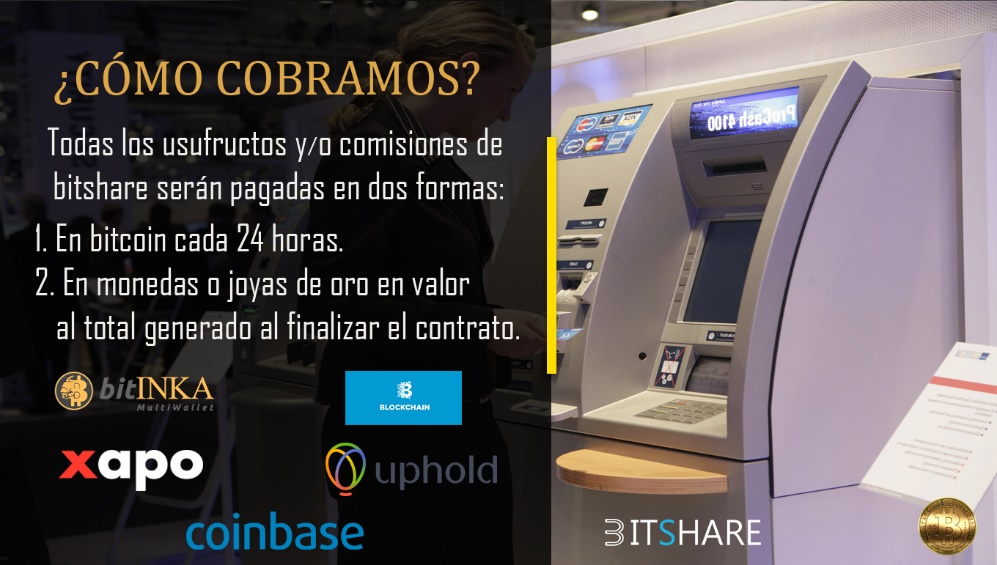 ¿CÓMO COBRAMOS?
Todas los usufructos y/o comisiones de
bitshare serán pagadas en dos formas:
1. En bitcoin cada 24 horas.
2. En monedas o joyas de oro en valor
al total generado al finalizar el contrato.
bitINKA
MultiWallet
BLOCKCHAIN
xapo
uphold
coinbase
BITSHARE
ProCash 4100